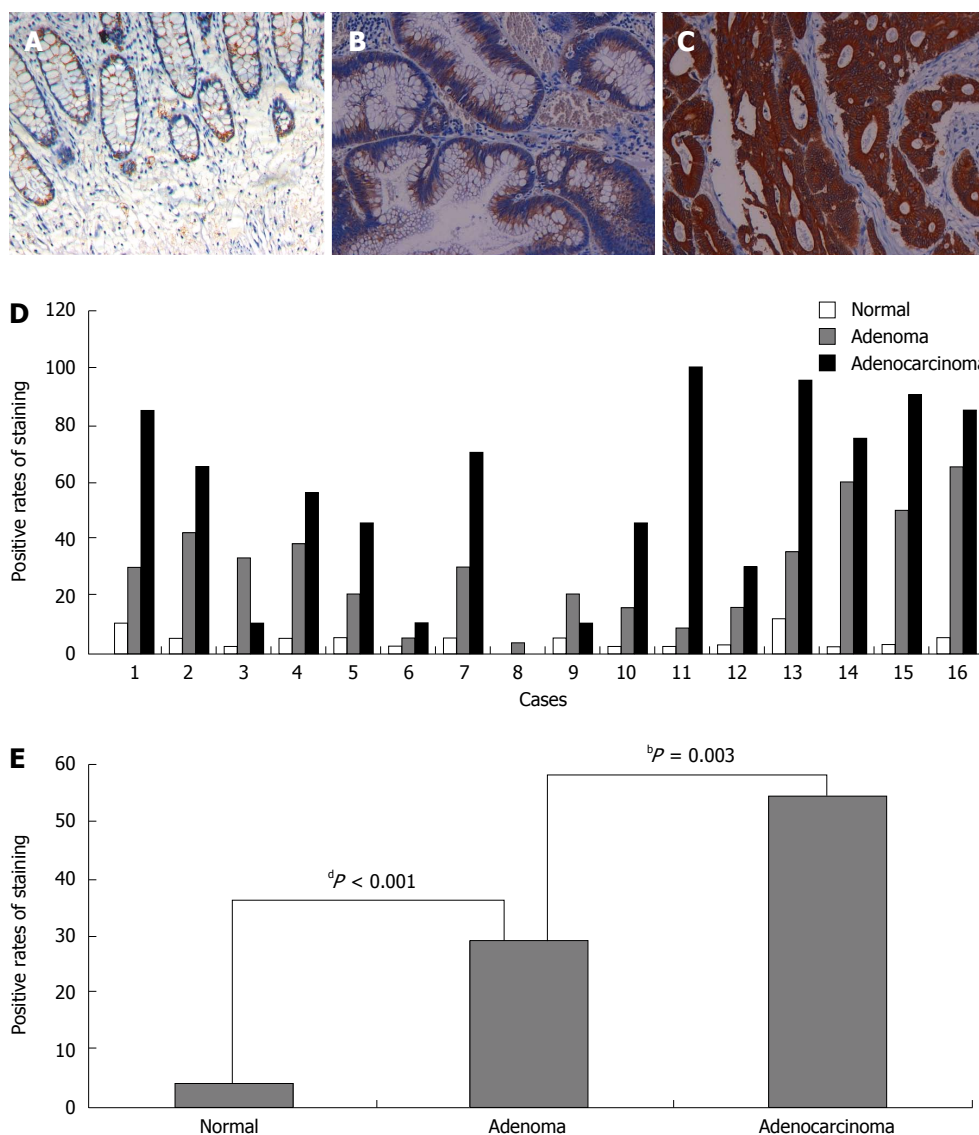 A
B
C
D
Normal
Adenoma
Adenocarcinoma
Positive rates of staining
120
100
80
60
40
20
0
1 2 3 4 5 6 7 8 9 10 11 12 13 14 15 16
Cases
E
Positive rates of staining
60
50
40
30
20
10
0
dP < 0.001
bP = 0.003
Normal Adenoma Adenocarcinoma